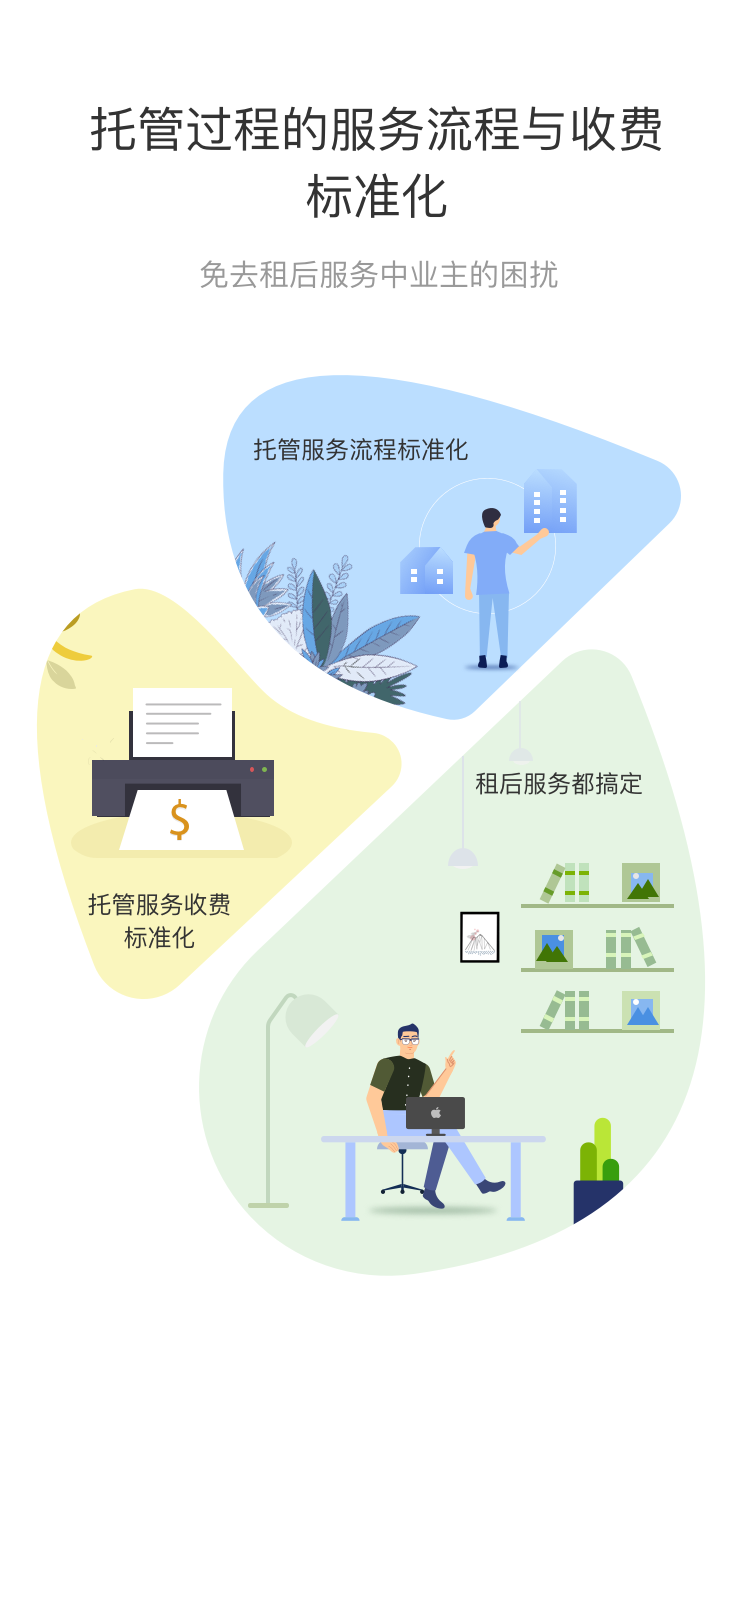 托管过程的服务流程与收费
标准化
免去租后服务中业主的困扰
托管服务流程标准化
租后服务都搞定
$
托管服务收费
标准化